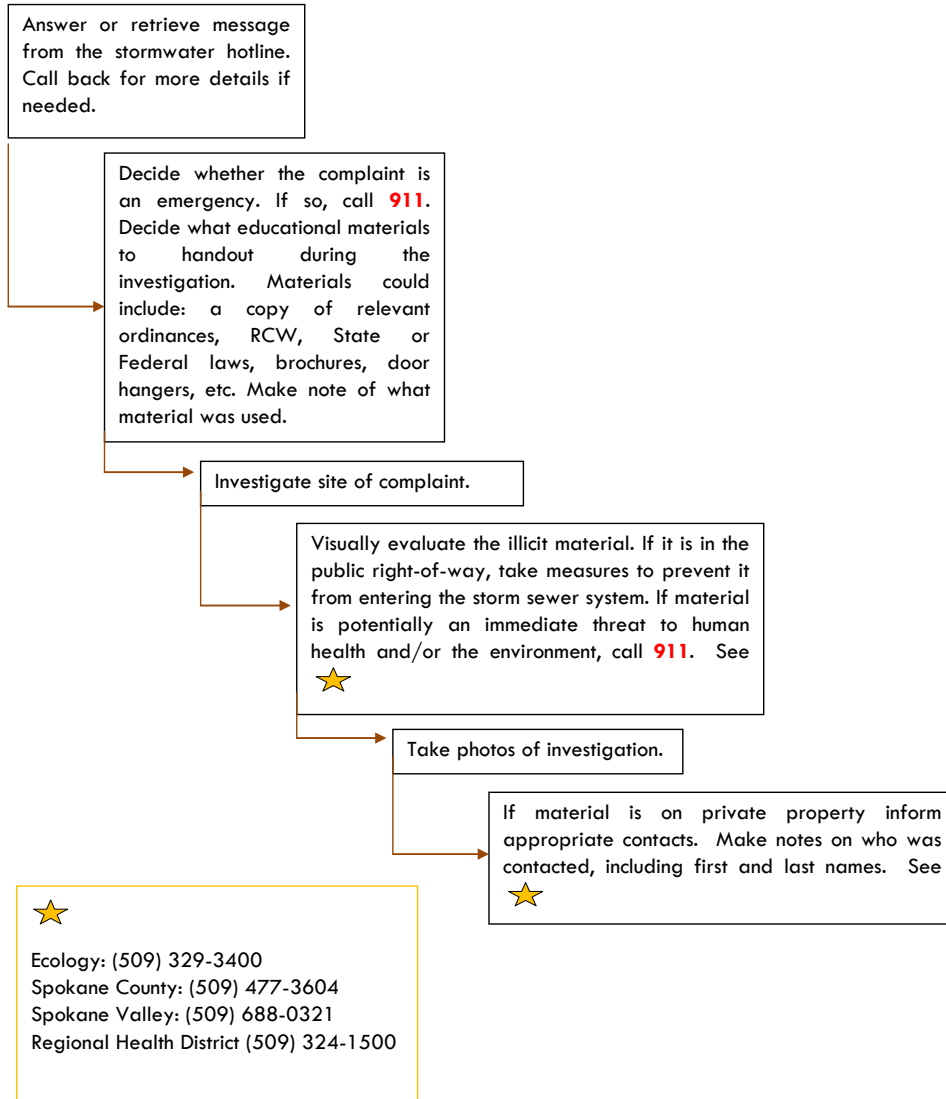 Answer or retrieve message
from the stormwater hotline.
Call back for more details if
needed.
Decide whether the complaint is
an emergency. If so, call 911.
Decide what educational materials
to handout during the
investigation. Materials could
include: a copy of relevant
ordinances, RCW, State or
Federal laws, brochures, door
hangers, etc. Make note of what
material was used.
Investigate site of complaint.
Visually evaluate the illicit material. If it is in the
public right-of-way, take measures to prevent it
from entering the storm sewer system. If material
is potentially an immediate threat to human
health and/or the environment, call 911. See
Take photos of investigation.
If material is on private property inform
appropriate contacts. Make notes on who was
contacted, including first and last names. See
Ecology: (509) 329-3400
Spokane County: (509) 477-3604
Spokane Valley: (509) 688-0321
Regional Health District (509) 324-1500